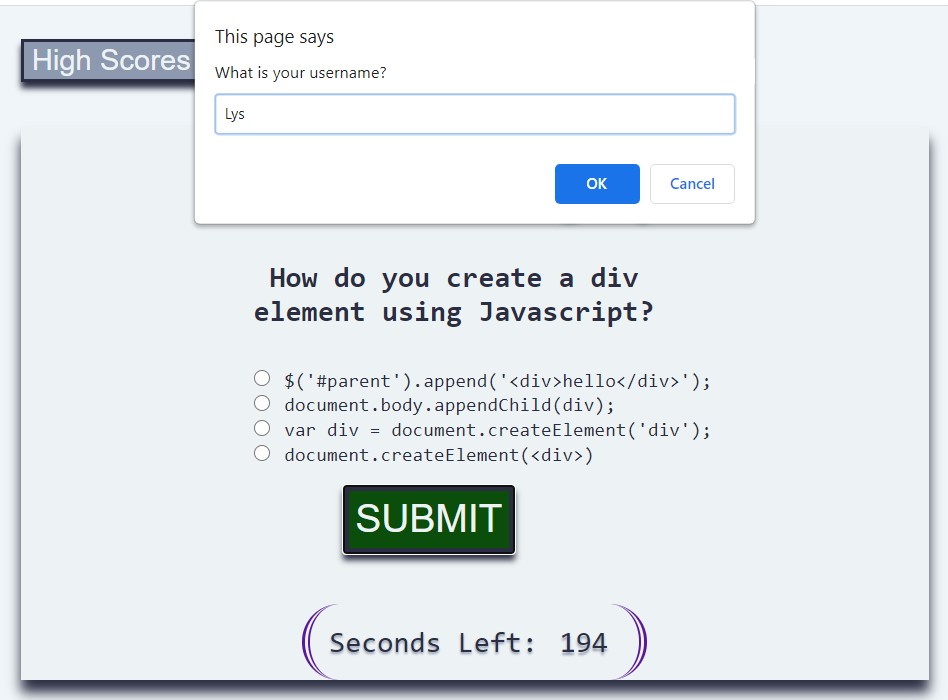 High Scores
This page says
What is your username?
Lys
OK
Cancel
How do you create a div
element using Javascript?
$('#parent').append('<div>hello</div>');
document.body.appendChild(div);
var div = document.createElement('div');
document.createElement(<div>)
SUBMIT
Seconds Left: 194